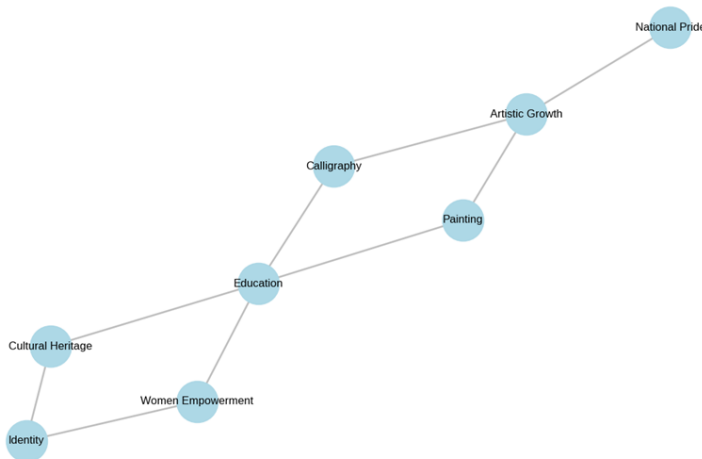 National Pride
Artistic Growth
Calligraphy
Painting
Education
Cultural Heritage
Women Empowerment
Identity